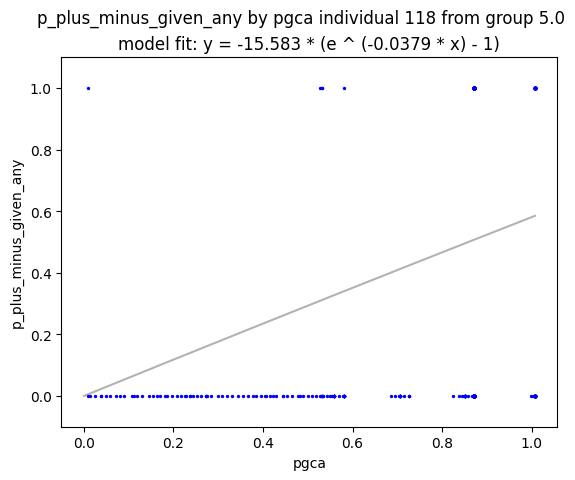 p_plus_minus_given_any by pgca individual 118 from group 5.0
model fit: y = -15.583 * (e ^ (-0.0379 * x) - 1)
1.0
0.8
0.6
0.4
0.2
0.0
p_plus_minus_given_any
0.0 0.2 0.4 0.6 0.8 1.0
pgca